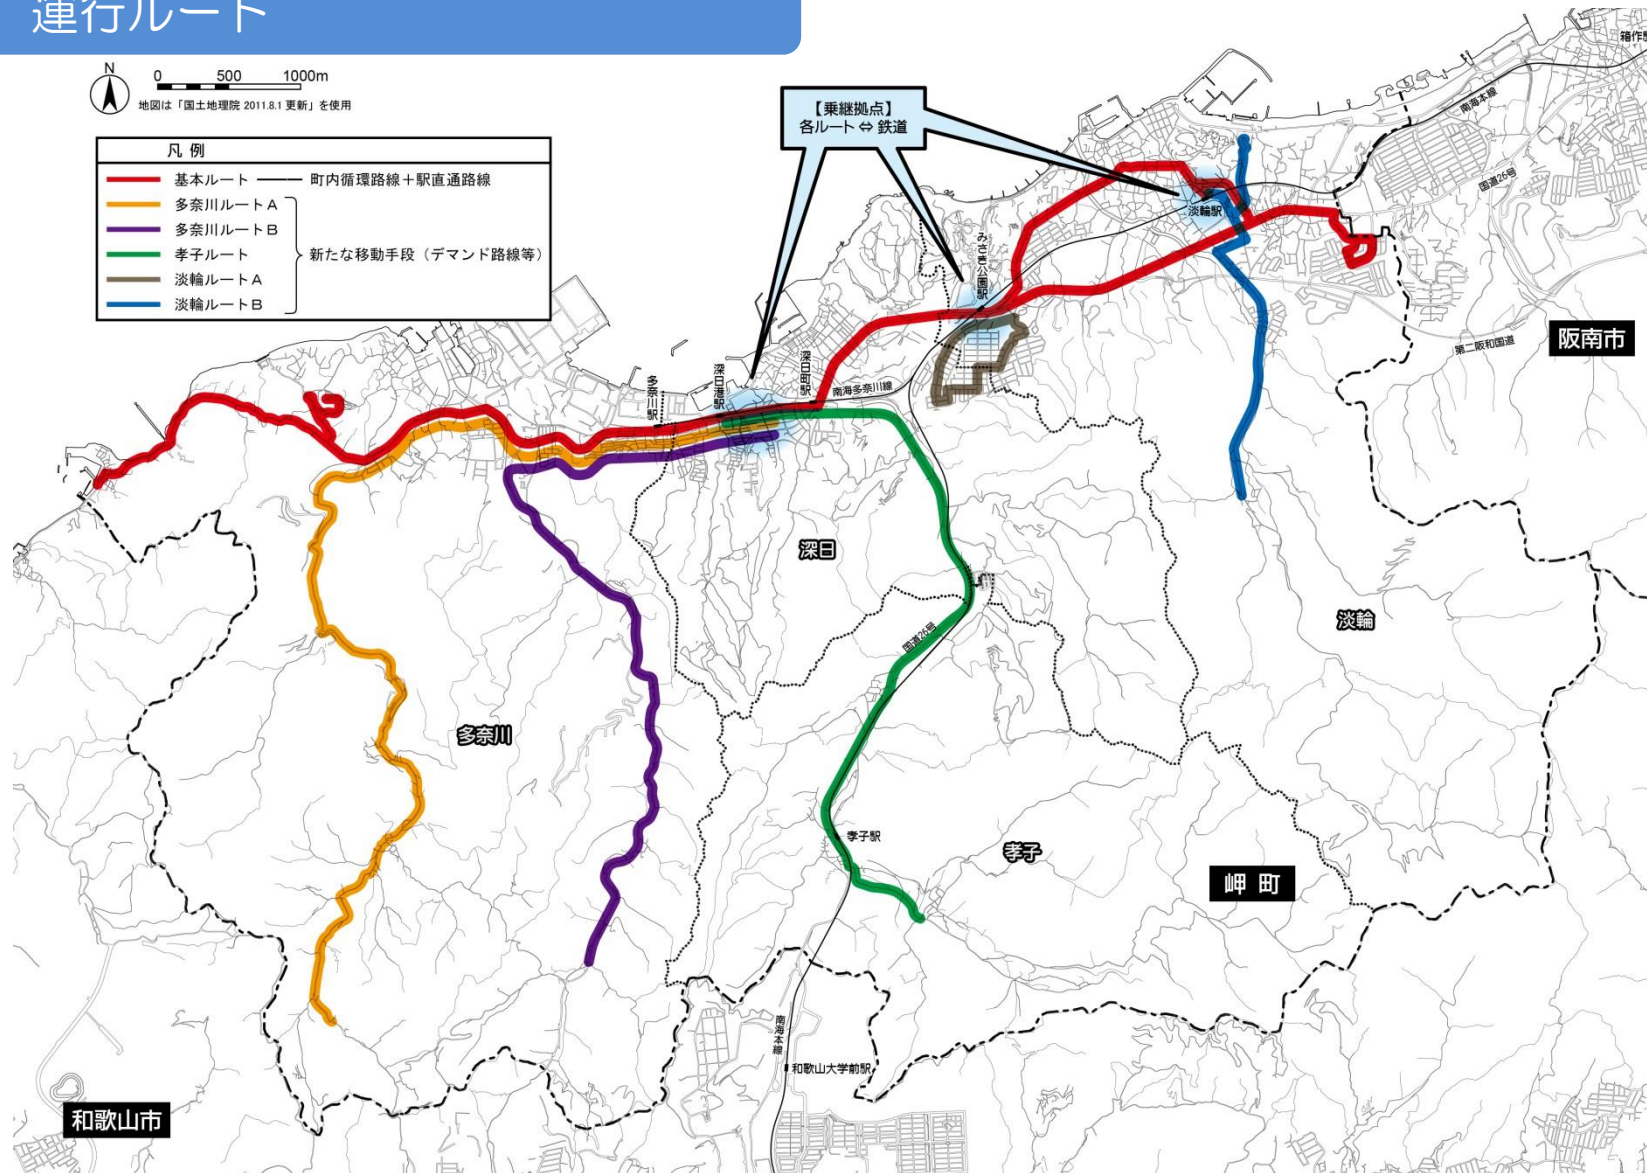 運行ルート
N
0 500 1000m
地図は「国土地理院 2011.8.1 更新」を使用
凡 例
基本ルート 町内循環路線＋駅直通路線
多奈川ルートA
多奈川ルートB
孝子ルート 新たな移動手段（デマンド路線等）
淡輪ルートA
淡輪ルートB
【乗継拠点】
各ルート⇔鉄道
箱作駅
南海本線
国道26号
淡輪駅
みさき公園駅
第二阪和国道
阪南市
深日町駅
深日港駅
多奈川駅
南海多奈川線
深日
淡輪
国道26号
多奈川
孝子駅
孝子
岬 町
南海本線
和歌山大学前駅
和歌山市